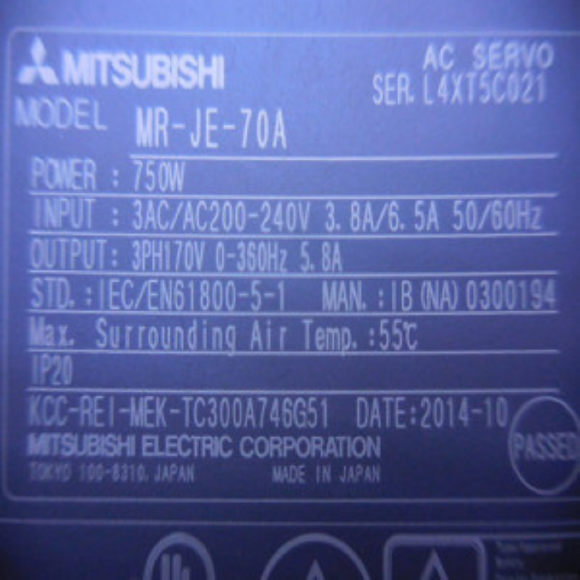 MITSUBISHI AC SERVO
SER. L4XT5C021
MODEL MR-JE-70A
POWER : 750W
INPUT : 3AC/AC200-240V 3.8A/6.5A 50/60Hz
OUTPUT: 3PH170V 0-360Hz 5.8A
STD. : IEC/EN61800-5-1 MAN. : IB(NA)0300194
Max. Surrounding Air Temp. :55℃
IP20
KCC-REI-MEK-TC300A746G51 DATE:2014-10
PASSED
MITSUBISHI ELECTRIC CORPORATION
TOKYO 100-8310, JAPAN MADE IN JAPAN